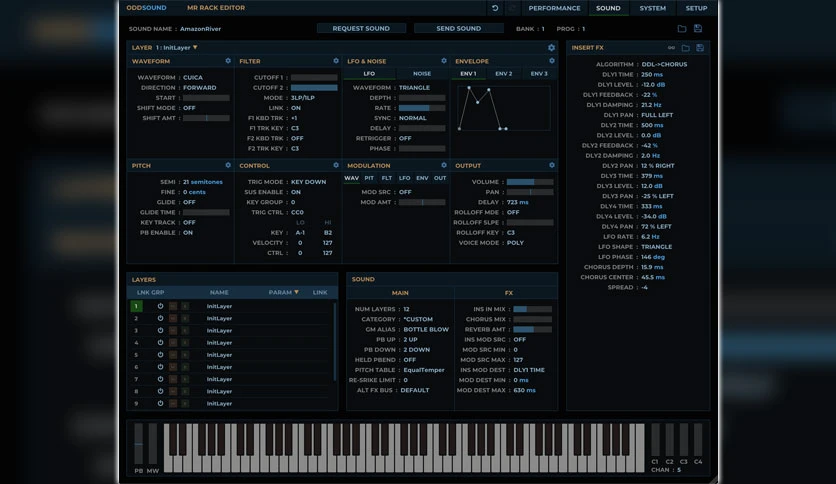 ODDSOUND MR RACK EDITOR PERFORMANCE SOUND SYSTEM SETUP
SOUND NAME : AmazonRiver REQUEST SOUND SEND SOUND BANK : 1 PROG : 1
LAYER 1 : InitLayer
INSERT FX
WAVEFORM
WAVEFORM : CUICA
DIRECTION : FORWARD
START :
SHIFT MODE : OFF
SHIFT AMT :
FILTER
CUTOFF 1 :
CUTOFF 2 :
MODE : 3LP/1LP
LINK : ON
F1 KBD TRK : +1
F1 TRK KEY : C3
F2 KBD TRK : OFF
F2 TRK KEY : C3
LFO & NOISE
LFO NOISE
WAVEFORM : TRIANGLE
DEPTH :
RATE :
SYNC : NORMAL
DELAY :
RETRIGGER : OFF
PHASE :
ENVELOPE
ENV 1 ENV 2 ENV 3
PITCH
SEMI : 21 semitones
FINE : 0 cents
GLIDE : OFF
GLIDE TIME :
KEY TRACK : OFF
PB ENABLE : ON
CONTROL
TRIG MODE : KEY DOWN
SUS ENABLE : ON
KEY GROUP : 0
TRIG CTRL : CC0
LO HI
KEY : A-1 B2
VELOCITY : 0 127
CTRL : 0 127
MODULATION
WAV PIT FLT LFO ENV OUT
MOD SRC : OFF
MOD AMT :
OUTPUT
VOLUME :
PAN :
DELAY : 723 ms
ROLLOFF MDE : OFF
ROLLOFF SLPE :
ROLLOFF KEY : C3
VOICE MODE : POLY
ALGORITHM : DDL->CHORUS
DLY1 TIME : 250 ms
DLY1 LEVEL : -12.0 dB
DLY1 FEEDBACK : -22 %
DLY1 DAMPING : 21.2 Hz
DLY1 PAN : FULL LEFT
DLY2 TIME : 500 ms
DLY2 LEVEL : 0.0 dB
DLY2 FEEDBACK : -42 %
DLY2 DAMPING : 2.0 Hz
DLY2 PAN : 12 % RIGHT
DLY3 TIME : 379 ms
DLY3 LEVEL : 12.0 dB
DLY3 PAN : -25 % LEFT
DLY4 TIME : 333 ms
DLY4 LEVEL : -34.0 dB
DLY4 PAN : 72 % LEFT
LFO RATE : 6.2 Hz
LFO SHAPE : TRIANGLE
LFO PHASE : 146 deg
CHORUS DEPTH : 15.9 ms
CHORUS CENTER : 45.5 ms
SPREAD : -4
LAYERS
LNK GRP NAME PARAM LINK
1 InitLayer
2 InitLayer
3 InitLayer
4 InitLayer
5 InitLayer
6 InitLayer
7 InitLayer
8 InitLayer
9 InitLayer
SOUND
MAIN
NUM LAYERS : 12
CATEGORY : *CUSTOM
GM ALIAS : BOTTLE BLOW
PB UP : 2 UP
PB DOWN : 2 DOWN
HELD PBEND : OFF
PITCH TABLE : EqualTemper
RE-SRIKE LIMIT : 0
ALT FX BUS : DEFAULT
FX
INS IN MIX :
CHORUS MIX :
REVERB AMT :
INS MOD SRC : OFF
MOD SRC MIN : 0
MOD SRC MAX : 127
INS MOD DEST : DLY1 TIME
MOD DEST MIN : 0 ms
MOD DEST MAX : 630 ms
PB MW
C1 C2 C3 C4
CHAN : 5